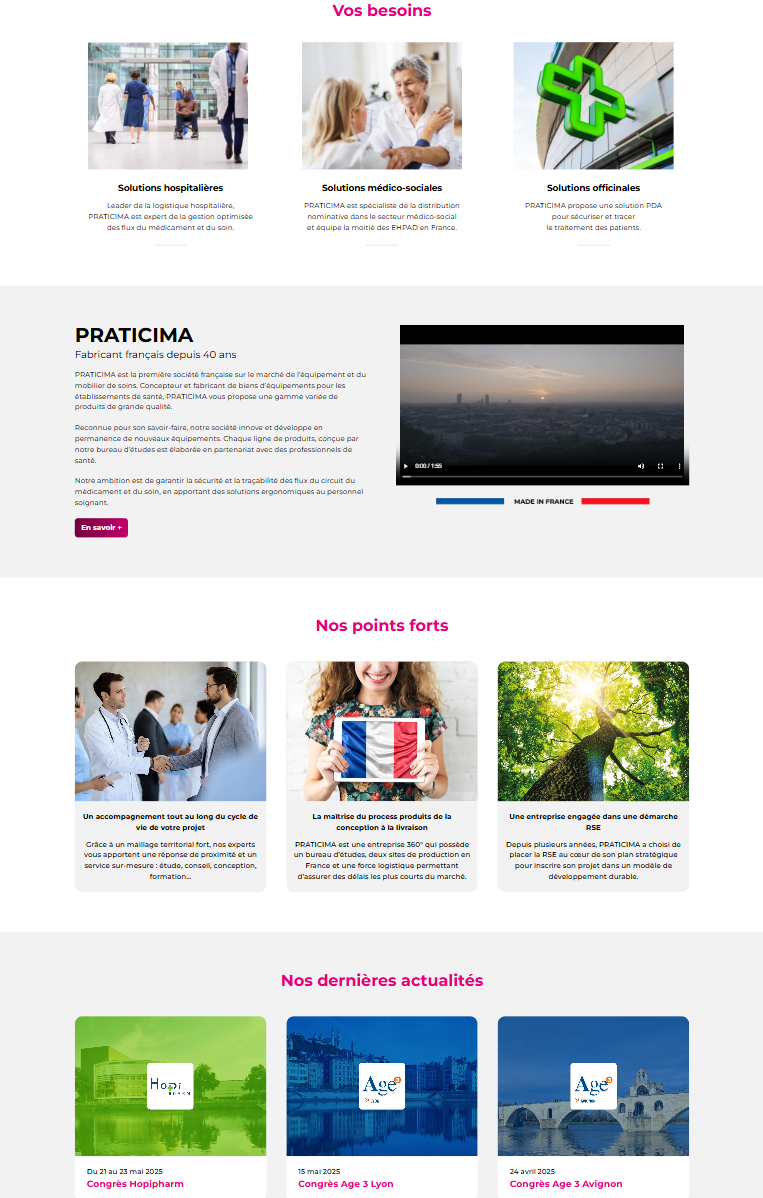 Vos besoins
Solutions hospitalières
Leader de la logistique hospitalière,
PRATICIMA est expert de la gestion optimisée
des flux du médicament et du soin.
Solutions médico-sociales
PRATICIMA est spécialiste de la distribution
nominative dans le secteur médico-social
et équipe la moitié des EHPAD en France.
Solutions officinales
PRATICIMA propose une solution PDA
pour sécuriser et tracer
le traitement des patients.
PRATICIMA
Fabricant français depuis 40 ans
PRATICIMA est la première société française sur le marché de l'équipement et du
mobilier de soins. Concepteur et fabricant de biens d'équipements pour les
établissements de santé, PRATICIMA vous propose une gamme variée de
produits de grande qualité.
Reconnue pour son savoir-faire, notre société innove et développe en
permanence de nouveaux équipements. Chaque ligne de produits, conçue par
notre bureau d'études est élaborée en partenariat avec des professionnels de
santé.
Notre ambition est de garantir la sécurité et la traçabilité des flux du circuit du
médicament et du soin, en apportant des solutions ergonomiques au personnel
soignant.
En savoir +
0:00 / 1:55
MADE IN FRANCE
Nos points forts
Un accompagnement tout au long du cycle de
vie de votre projet
Grâce à un maillage territorial fort, nos experts
vous apportent une réponse de proximité et un
service sur-mesure : étude, conseil, conception,
formation...
La maîtrise du process produits de la
conception à la livraison
PRATICIMA est une entreprise 360° qui possède
un bureau d'études, deux sites de production en
France et une force logistique permettant
d'assurer des délais les plus courts du marché.
Une entreprise engagée dans une démarche
RSE
Depuis plusieurs années, PRATICIMA a choisi de
placer la RSE au cœur de son plan stratégique
pour inscrire son projet dans un modèle de
développement durable.
Nos dernières actualités
Hopi
Du 21 au 23 mai 2025
Congrès Hopipharm
Age 3
15 mai 2025
Congrès Age 3 Lyon
Age 3
24 avril 2025
Congrès Age 3 Avignon